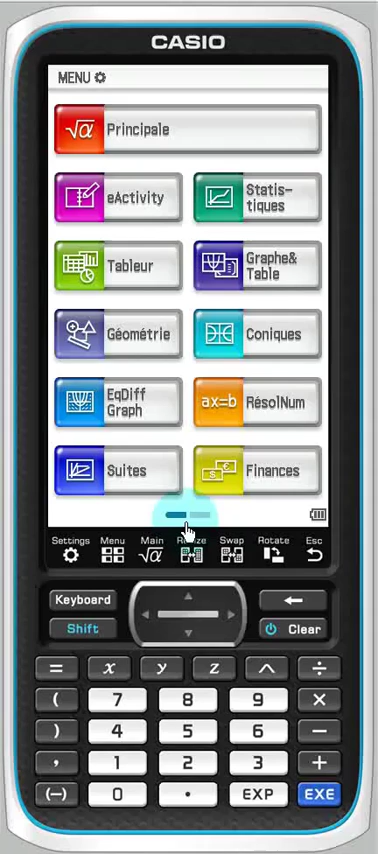 CASIO
MENU
√α Principale
eActivity
Statis-
tiques
Tableur
Graphe&
Table
Géométrie
Coniques
EqDiff
Graph
ax=b RésolNum
Suites
Finances
Settings Menu Main Resize Swap Rotate Esc
√α
Keyboard
Shift
Clear
= x y z ^ ÷
( 7 8 9 ×
) 4 5 6 −
, 1 2 3 +
(−) 0 . EXP EXE